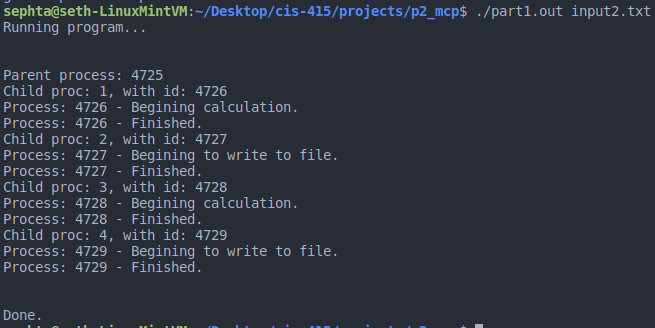 sephta@seth-LinuxMintVM:~/Desktop/cis-415/projects/p2_mcp$ ./part1.out input2.txt
Running program...
Parent process: 4725
Child proc: 1, with id: 4726
Process: 4726 - Begining calculation.
Process: 4726 - Finished.
Child proc: 2, with id: 4727
Process: 4727 - Begining to write to file.
Process: 4727 - Finished.
Child proc: 3, with id: 4728
Process: 4728 - Begining calculation.
Process: 4728 - Finished.
Child proc: 4, with id: 4729
Process: 4729 - Begining to write to file.
Process: 4729 - Finished.
Done.